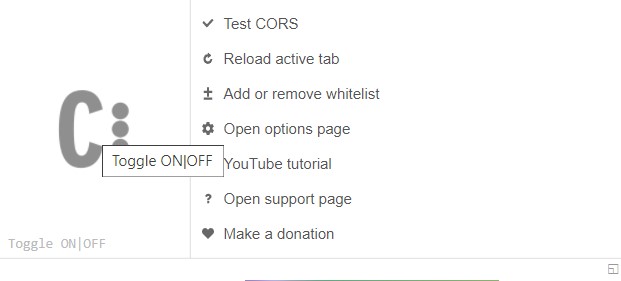 Test CORS
Reload active tab
Add or remove whitelist
Open options page
Toggle ON|OFF
YouTube tutorial
? Open support page
Make a donation
C
Toggle ON|OFF